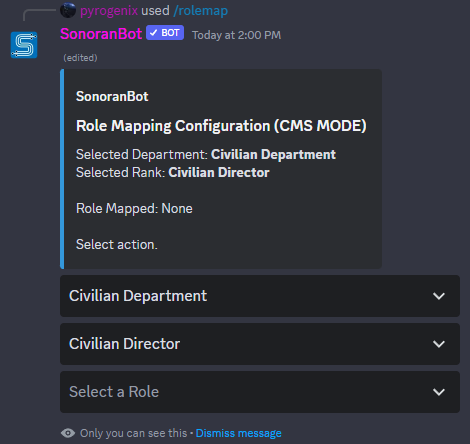 pyrogenix used /rolemap
SonoranBot ✓ BOT Today at 2:00 PM
(edited)
SonoranBot
Role Mapping Configuration (CMS MODE)
Selected Department: Civilian Department
Selected Rank: Civilian Director
Role Mapped: None
Select action.
Civilian Department
Civilian Director
Select a Role
Only you can see this • Dismiss message